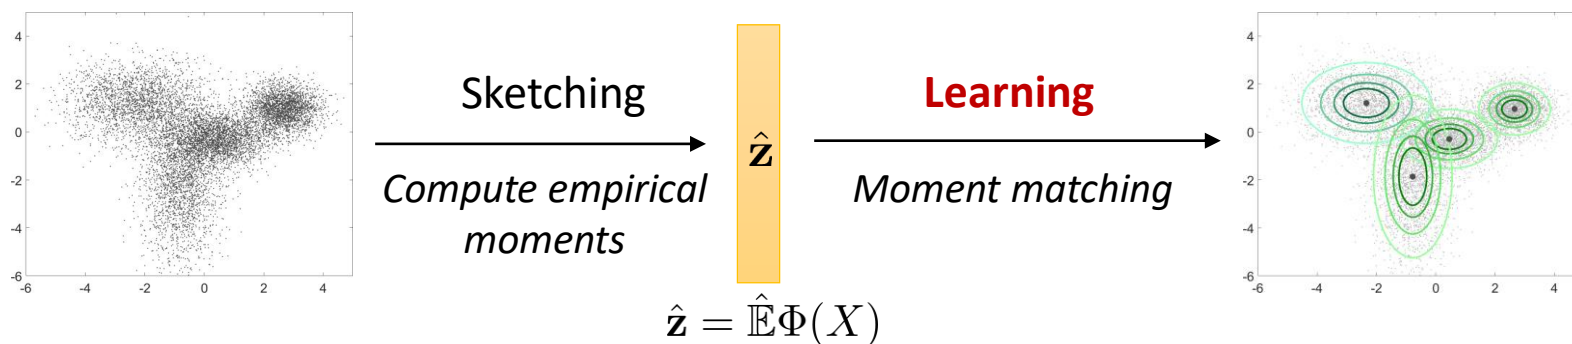 4
2
0
-2
-4
-6
-6 -4 -2 0 2 4
Sketching
Compute empirical
moments
ẑ
ẑ = 𝔼̂Φ(X)
Learning
Moment matching
4
2
0
-2
-4
-6
-6 -4 -2 0 2 4